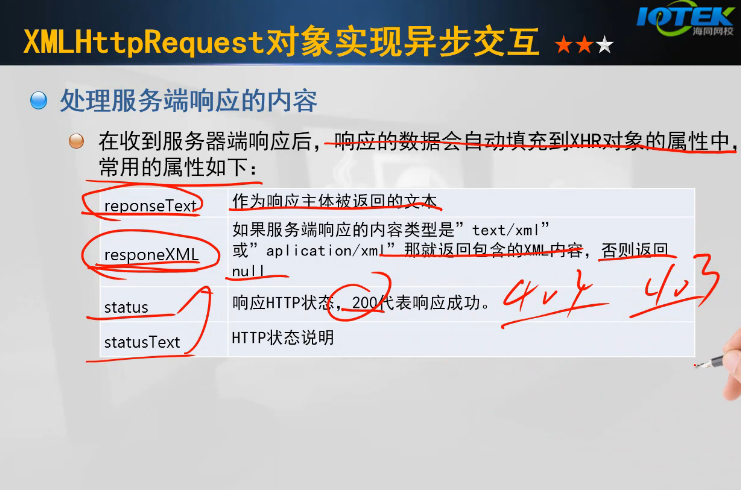 IQTEK
海同网校
XMLHttpRequest对象实现异步交互
处理服务端响应的内容
在收到服务器端响应后，响应的数据会自动填充到XHR对象的属性中，
常用的属性如下：
reponseText 作为响应主体被返回的文本
如果服务端响应的内容类型是”text/xml”
responeXML 或”aplication/xml”那就返回包含的XML内容，否则返回
null
status 响应HTTP状态，200代表响应成功。 404 403
statusText HTTP状态说明